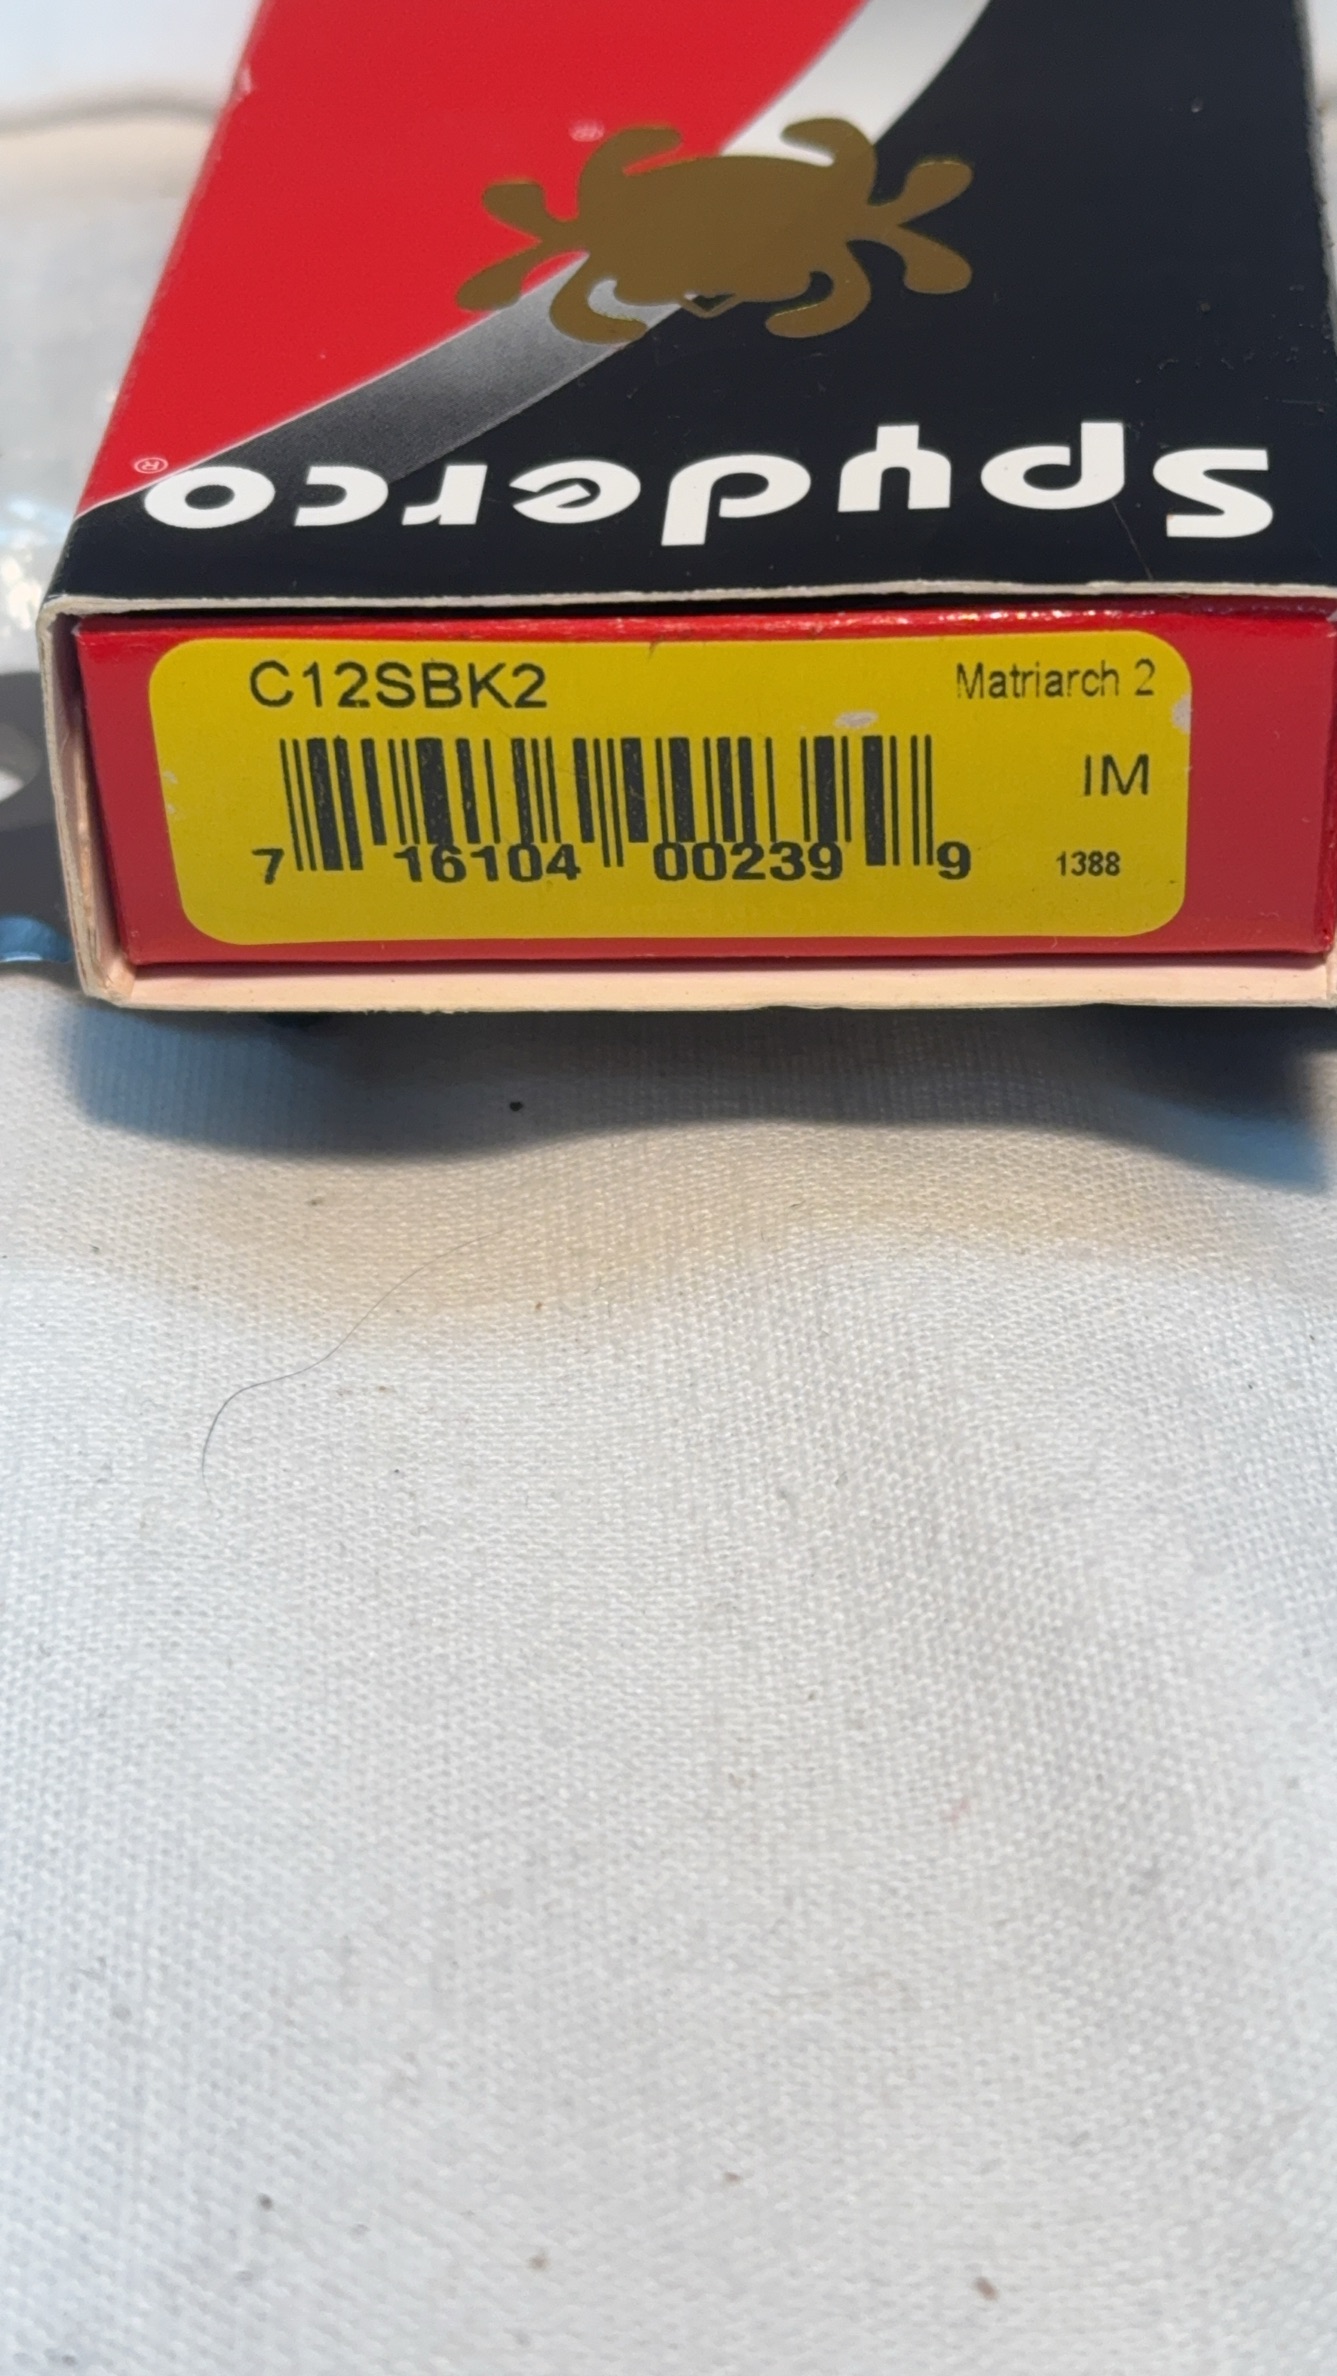 Spyderco®
C12SBK2
Matriarch 2
IM
7 16104 00239 9
1388